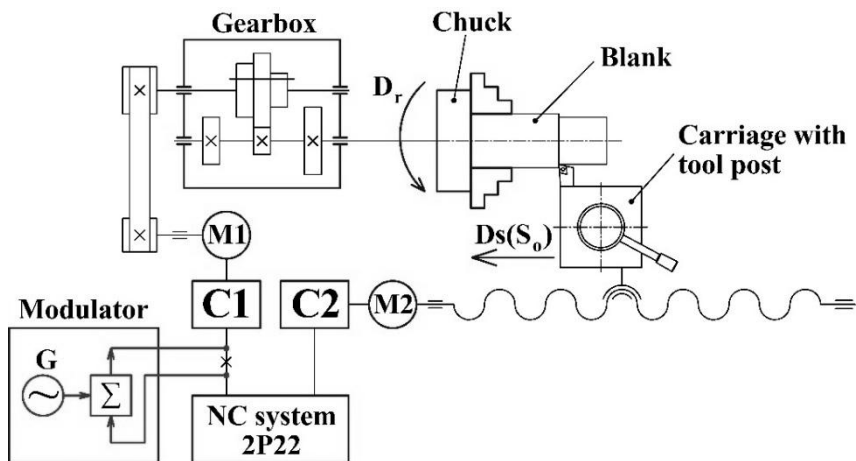 Gearbox
Chuck
Blank
Dr
Carriage with
tool post
M1
Ds(So)
C1
C2
M2
Modulator
G
Σ
NC system
2P22